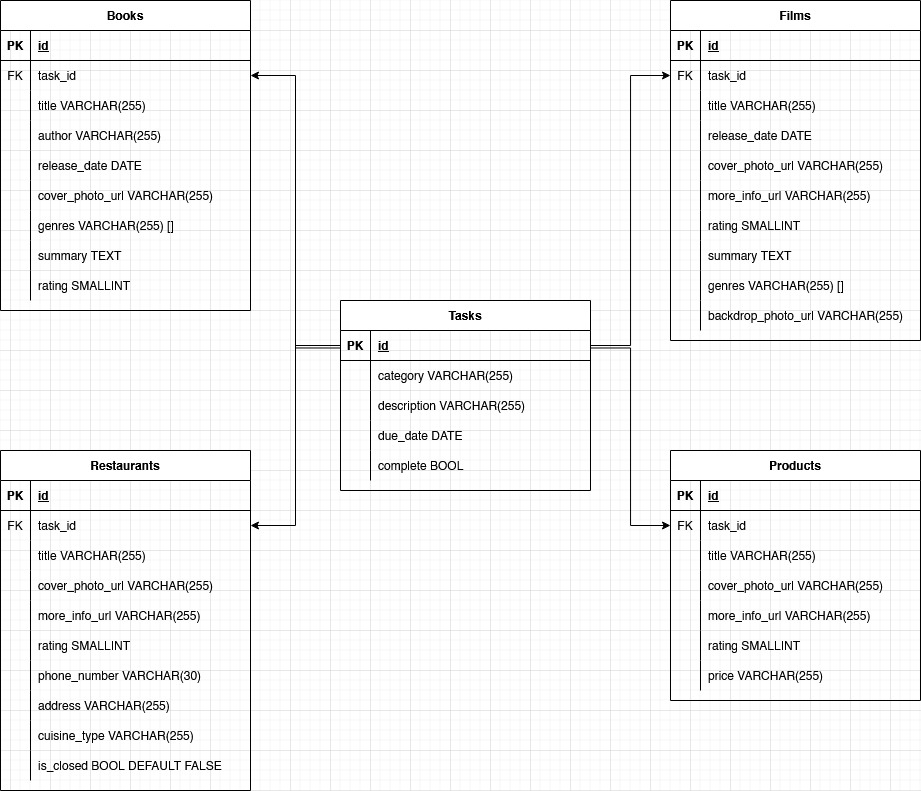 Books
PK id
FK task_id
title VARCHAR(255)
author VARCHAR(255)
release_date DATE
cover_photo_url VARCHAR(255)
genres VARCHAR(255) []
summary TEXT
rating SMALLINT
Films
PK id
FK task_id
title VARCHAR(255)
release_date DATE
cover_photo_url VARCHAR(255)
more_info_url VARCHAR(255)
rating SMALLINT
summary TEXT
genres VARCHAR(255) []
backdrop_photo_url VARCHAR(255)
Tasks
PK id
category VARCHAR(255)
description VARCHAR(255)
due_date DATE
complete BOOL
Restaurants
PK id
FK task_id
title VARCHAR(255)
cover_photo_url VARCHAR(255)
more_info_url VARCHAR(255)
rating SMALLINT
phone_number VARCHAR(30)
address VARCHAR(255)
cuisine_type VARCHAR(255)
is_closed BOOL DEFAULT FALSE
Products
PK id
FK task_id
title VARCHAR(255)
cover_photo_url VARCHAR(255)
more_info_url VARCHAR(255)
rating SMALLINT
price VARCHAR(255)